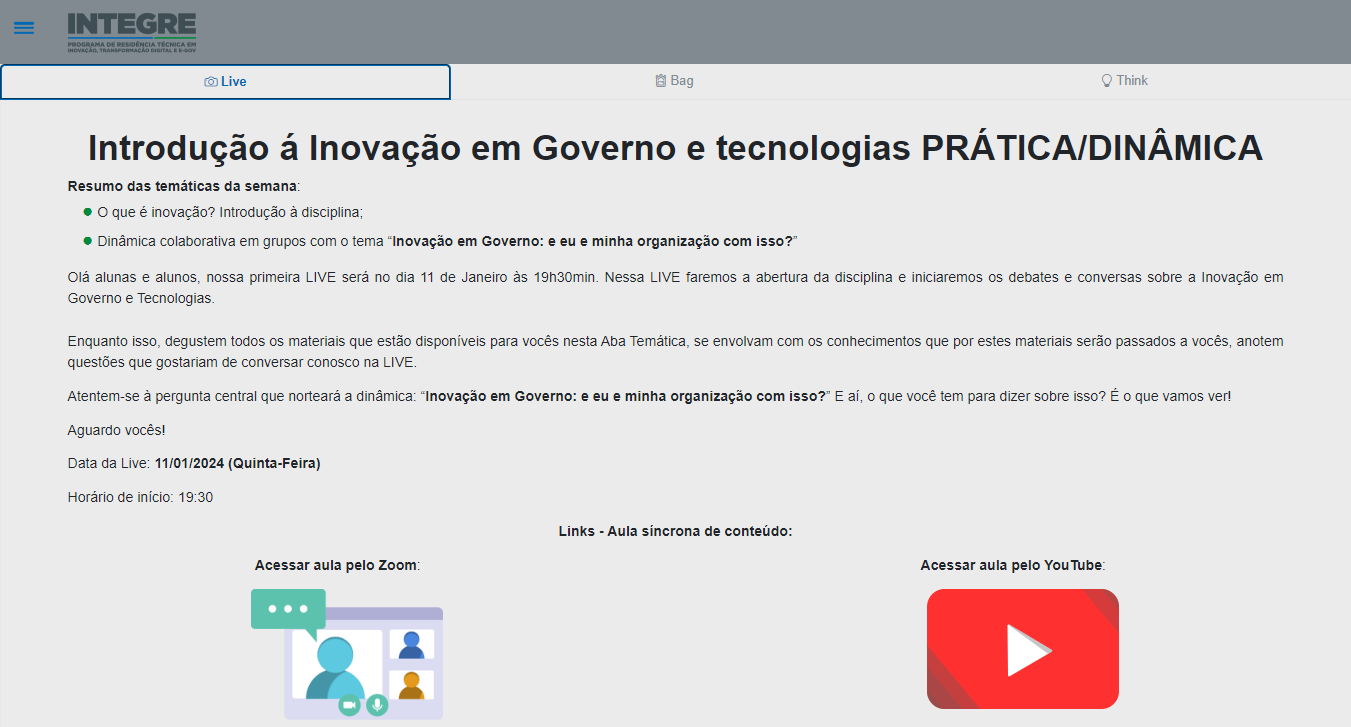 INTEGRE
PROGRAMA DE RESIDÊNCIA TÉCNICA EM
INOVAÇÃO, TRANSFORMAÇÃO DIGITAL E E-GOV
Live
Bag
Think
Introdução á Inovação em Governo e tecnologias PRÁTICA/DINÂMICA
Resumo das temáticas da semana:
O que é inovação? Introdução à disciplina;
Dinâmica colaborativa em grupos com o tema “Inovação em Governo: e eu e minha organização com isso?”
Olá alunas e alunos, nossa primeira LIVE será no dia 11 de Janeiro às 19h30min. Nessa LIVE faremos a abertura da disciplina e iniciaremos os debates e conversas sobre a Inovação em
Governo e Tecnologias.
Enquanto isso, degustem todos os materiais que estão disponíveis para vocês nesta Aba Temática, se envolvam com os conhecimentos que por estes materiais serão passados a vocês, anotem
questões que gostariam de conversar conosco na LIVE.
Atentem-se à pergunta central que norteará a dinâmica: “Inovação em Governo: e eu e minha organização com isso?” E aí, o que você tem para dizer sobre isso? É o que vamos ver!
Aguardo vocês!
Data da Live: 11/01/2024 (Quinta-Feira)
Horário de início: 19:30
Links - Aula síncrona de conteúdo:
Acessar aula pelo Zoom:
Acessar aula pelo YouTube: